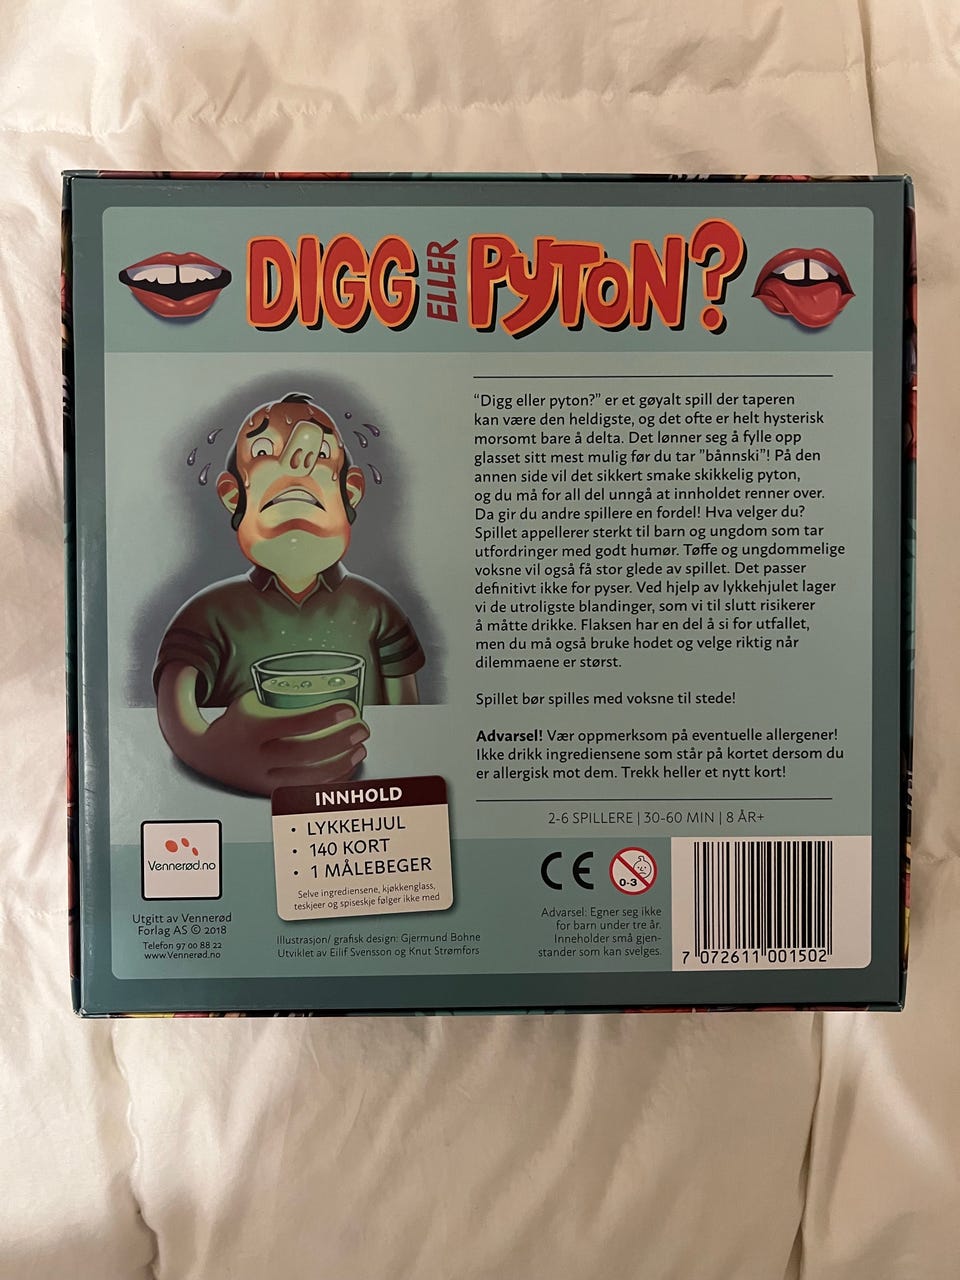 DIGG ELLER PYTON?
“Digg eller pyton?” er et gøyalt spill der taperen
kan være den heldigste, og det ofte er helt hysterisk
morsomt bare å delta. Det lønner seg å fylle opp
glasset sitt mest mulig før du tar ”bånnski”! På den
annen side vil det sikkert smake skikkelig pyton,
og du må for all del unngå at innholdet renner over.
Da gir du andre spillere en fordel! Hva velger du?
Spillet appellerer sterkt til barn og ungdom som tar
utfordringer med godt humør. Tøffe og ungdommelige
voksne vil også få stor glede av spillet. Det passer
definitivt ikke for pyser. Ved hjelp av lykkehjulet lager
vi de utroligste blandinger, som vi til slutt risikerer
å måtte drikke. Flaksen har en del å si for utfallet,
men du må også bruke hodet og velge riktig når
dilemmaene er størst.
Spillet bør spilles med voksne til stede!
Advarsel! Vær oppmerksom på eventuelle allergener!
Ikke drikk ingrediensene som står på kortet dersom du
er allergisk mot dem. Trekk heller et nytt kort!
2-6 SPILLERE | 30-60 MIN | 8 ÅR+
INNHOLD
• LYKKEHJUL
• 140 KORT
• 1 MÅLEBEGER
Selve ingrediensene, kjøkkenglass,
teskjeer og spiseskje følger ikke med
Vennerød.no
Utgitt av Vennerød
Forlag AS © 2018
Telefon 97 00 88 22
www.Vennerød.no
Illustrasjon/ grafisk design: Gjermund Bohne
Utviklet av Eilif Svensson og Knut Strømfors
CE
0-3
Advarsel: Egner seg ikke
for barn under tre år.
Inneholder små gjen-
stander som kan svelges.
7 072611 001502